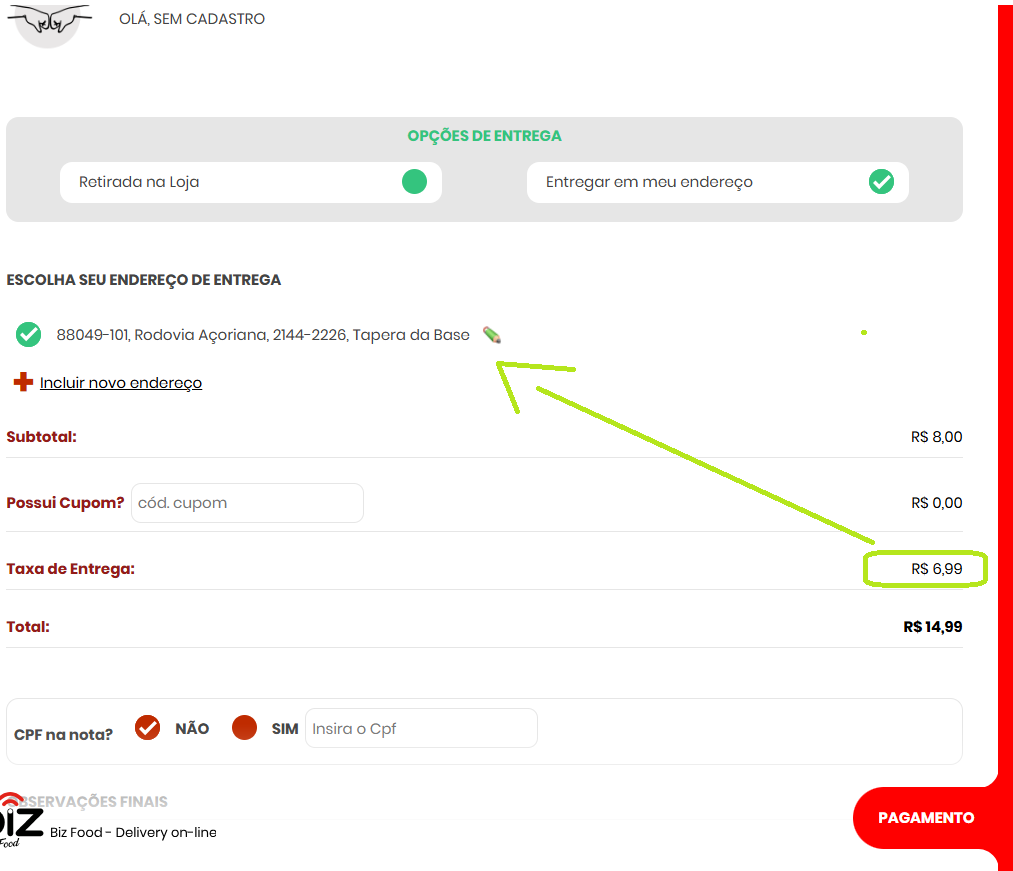 OLÁ, SEM CADASTRO
OPÇÕES DE ENTREGA
Retirada na Loja
Entregar em meu endereço
ESCOLHA SEU ENDEREÇO DE ENTREGA
88049-101, Rodovia Açoriana, 2144-2226, Tapera da Base
Incluir novo endereço
Subtotal: R$ 8,00
Possui Cupom? cód. cupom R$ 0,00
Taxa de Entrega: R$ 6,99
Total: R$ 14,99
CPF na nota? NÃO SIM Insira o Cpf
BSERVAÇÕES FINAIS
IZ
Food
Biz Food - Delivery on-line
PAGAMENTO